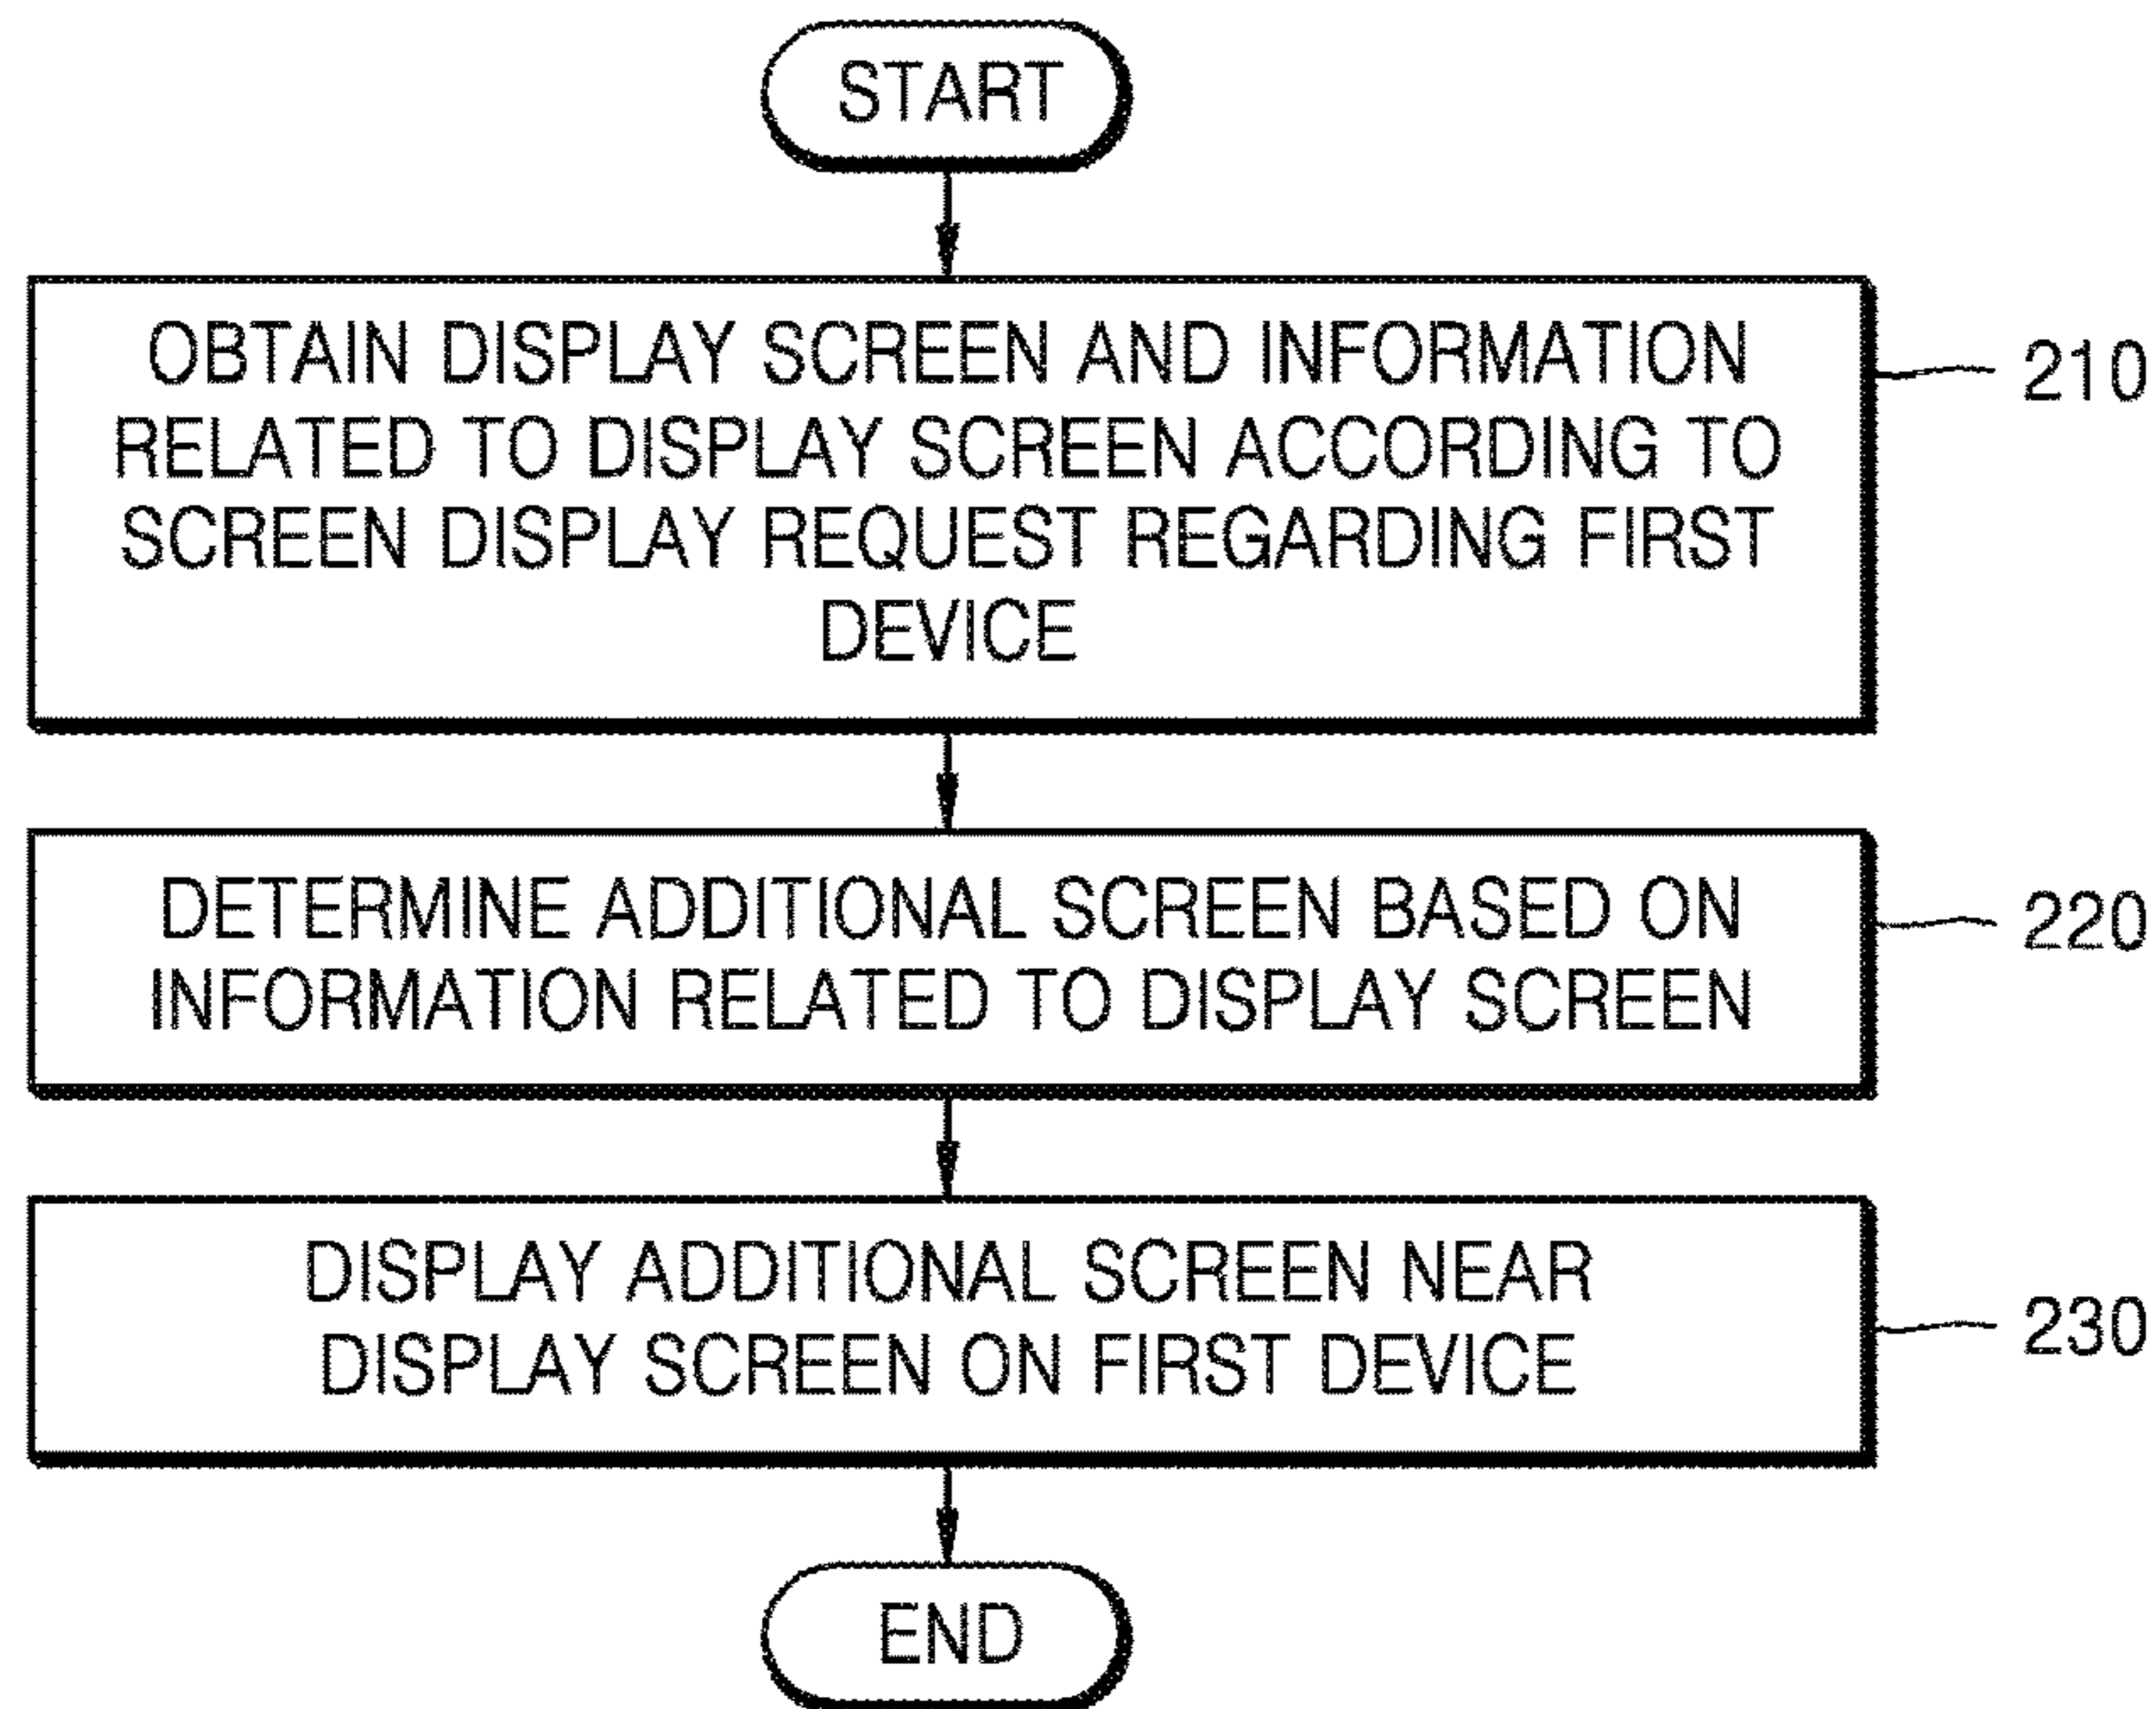 START
OBTAIN DISPLAY SCREEN AND INFORMATION
RELATED TO DISPLAY SCREEN ACCORDING TO
SCREEN DISPLAY REQUEST REGARDING FIRST
DEVICE
210
DETERMINE ADDITIONAL SCREEN BASED ON
INFORMATION RELATED TO DISPLAY SCREEN
220
DISPLAY ADDITIONAL SCREEN NEAR
DISPLAY SCREEN ON FIRST DEVICE
230
END